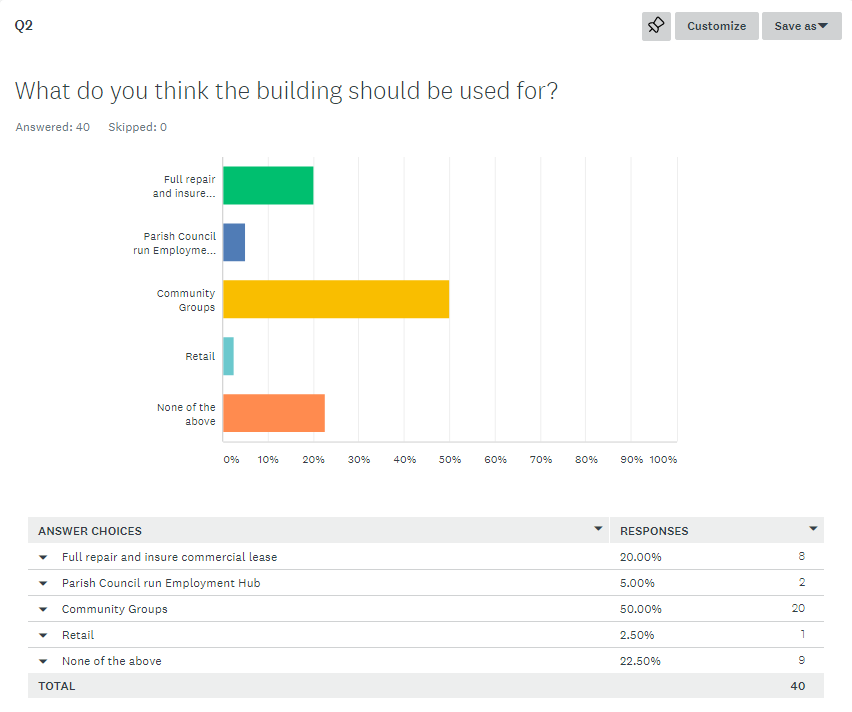 Q2
Customize
Save as
What do you think the building should be used for?
Answered: 40 Skipped: 0
Full repair
and insure...
Parish Council
run Employme...
Community
Groups
Retail
None of the
above
0% 10% 20% 30% 40% 50% 60% 70% 80% 90% 100%
ANSWER CHOICES RESPONSES
Full repair and insure commercial lease 20.00% 8
Parish Council run Employment Hub 5.00% 2
Community Groups 50.00% 20
Retail 2.50% 1
None of the above 22.50% 9
TOTAL 40